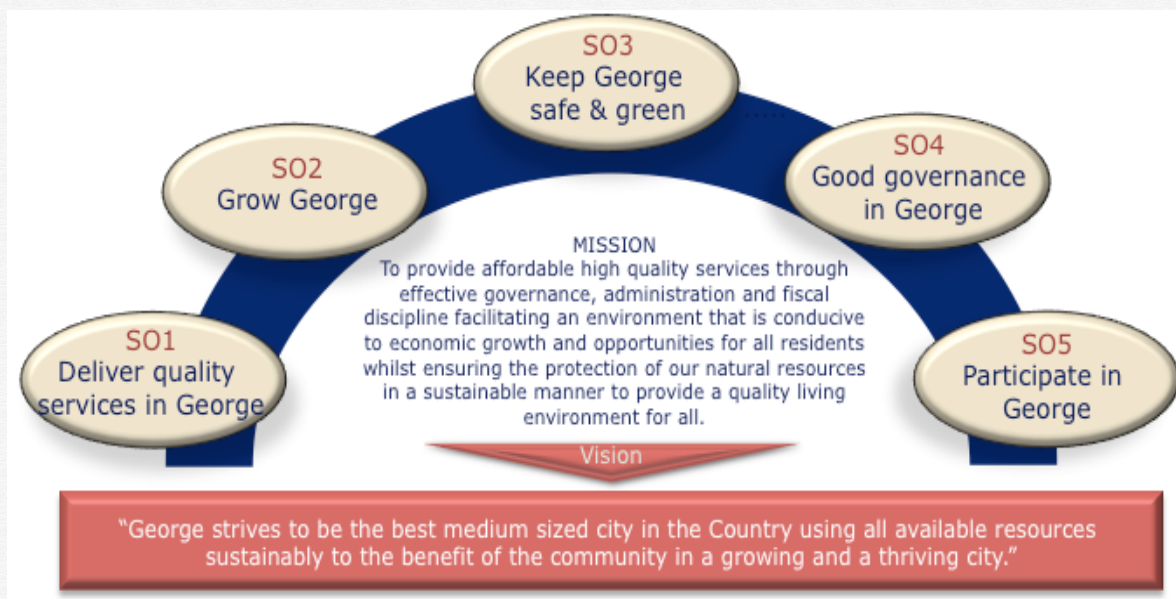 SO3
Keep George
safe & green
.....
SO2
Grow George
SO4
Good governance
in George
SO1
Deliver quality
services in George
SO5
Participate in
George
MISSION
To provide affordable high quality services through
effective governance, administration and fiscal
discipline facilitating an environment that is conducive
to economic growth and opportunities for all residents
whilst ensuring the protection of our natural resources
in a sustainable manner to provide a quality living
environment for all.
Vision
“George strives to be the best medium sized city in the Country using all available resources
sustainably to the benefit of the community in a growing and a thriving city.”